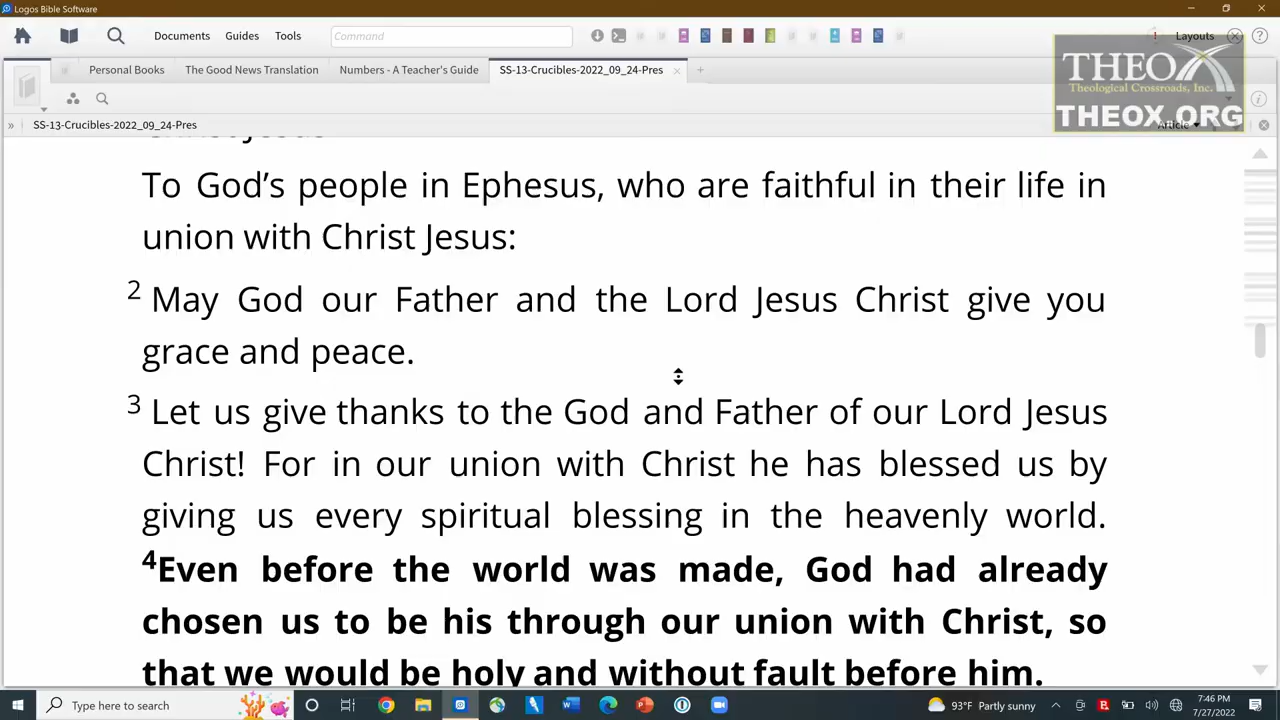 Logos Bible Software
Documents Guides Tools Command Layouts
Personal Books The Good News Translation Numbers - A Teacher's Guide SS-13-Crucibles-2022_09_24-Pres
THEOX
Theological Crossroads, Inc.
THEOX.ORG
SS-13-Crucibles-2022_09_24-Pres Article
To God’s people in Ephesus, who are faithful in their life in
union with Christ Jesus:
2 May God our Father and the Lord Jesus Christ give you
grace and peace.
3 Let us give thanks to the God and Father of our Lord Jesus
Christ! For in our union with Christ he has blessed us by
giving us every spiritual blessing in the heavenly world.
4Even before the world was made, God had already
chosen us to be his through our union with Christ, so
that we would be holy and without fault before him.
Type here to search
93°F Partly sunny
7:46 PM
7/27/2022